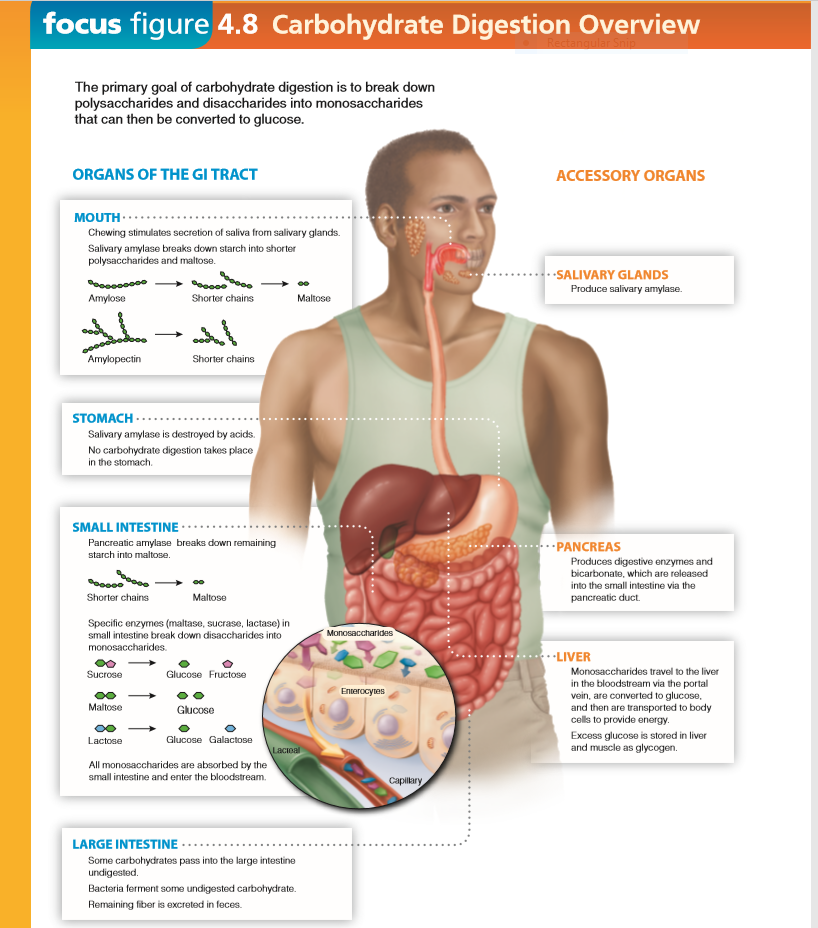 focus figure 4.8 Carbohydrate Digestion Overview
Rectangular Snip
The primary goal of carbohydrate digestion is to break down
polysaccharides and disaccharides into monosaccharides
that can then be converted to glucose.
ORGANS OF THE GI TRACT
MOUTH
Chewing stimulates secretion of saliva from salivary glands.
Salivary amylase breaks down starch into shorter
polysaccharides and maltose.
Amylose
Shorter chains
Maltose
Amylopectin
Shorter chains
STOMACH
Salivary amylase is destroyed by acids.
No carbohydrate digestion takes place
in the stomach.
SMALL INTESTINE
Pancreatic amylase breaks down remaining
starch into maltose.
Shorter chains
Maltose
Specific enzymes (maltase, sucrase, lactase) in
small intestine break down disaccharides into
monosaccharides.
Sucrose
Glucose Fructose
Maltose
Glucose
Lactose
Glucose Galactose
All monosaccharides are absorbed by the
small intestine and enter the bloodstream.
Monosaccharides
Enterocytes
Lacteal
Capillary
LARGE INTESTINE
Some carbohydrates pass into the large intestine
undigested.
Bacteria ferment some undigested carbohydrate.
Remaining fiber is excreted in feces.
ACCESSORY ORGANS
SALIVARY GLANDS
Produce salivary amylase.
PANCREAS
Produces digestive enzymes and
bicarbonate, which are released
into the small intestine via the
pancreatic duct.
LIVER
Monosaccharides travel to the liver
in the bloodstream via the portal
vein, are converted to glucose,
and then are transported to body
cells to provide energy.
Excess glucose is stored in liver
and muscle as glycogen.